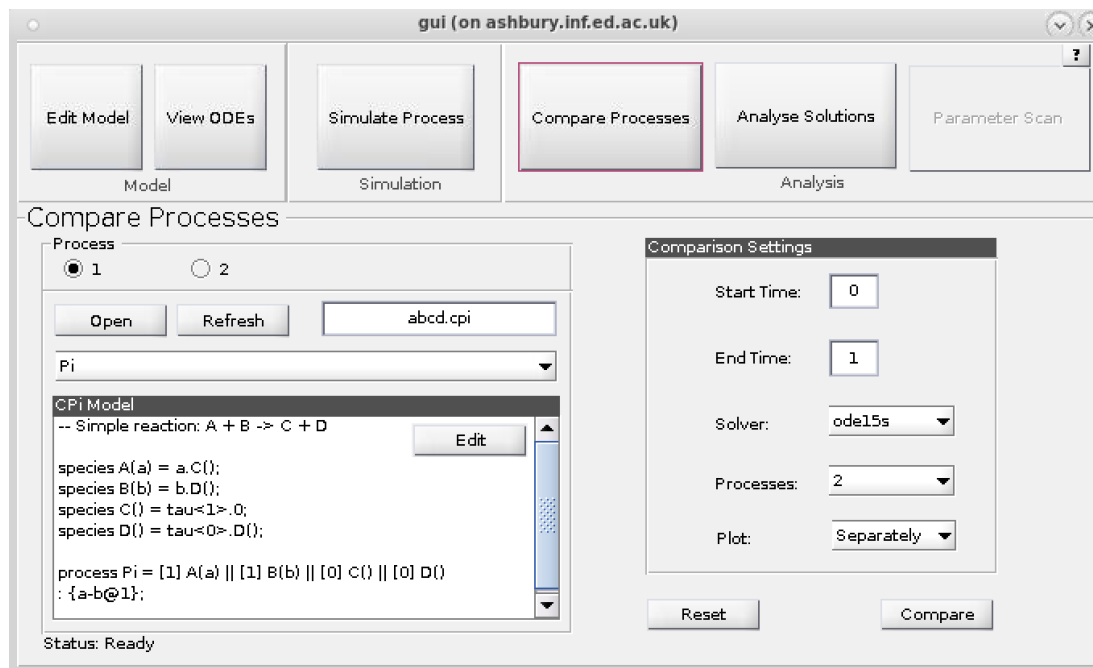 gui (on ashbury.inf.ed.ac.uk)
?
Edit Model
View ODEs
Simulate Process
Compare Processes
Analyse Solutions
Parameter Scan
Model
Simulation
Analysis
Compare Processes
Process
1
2
Open
Refresh
abcd.cpi
Pi
CPi Model
-- Simple reaction: A + B -> C + D
Edit
species A(a) = a.C();
species B(b) = b.D();
species C() = tau<1>.0;
species D() = tau<0>.D();
process Pi = [1] A(a) || [1] B(b) || [0] C() || [0] D()
: {a-b@1};
Status: Ready
Comparison Settings
Start Time: 0
End Time: 1
Solver: ode15s
Processes: 2
Plot: Separately
Reset
Compare